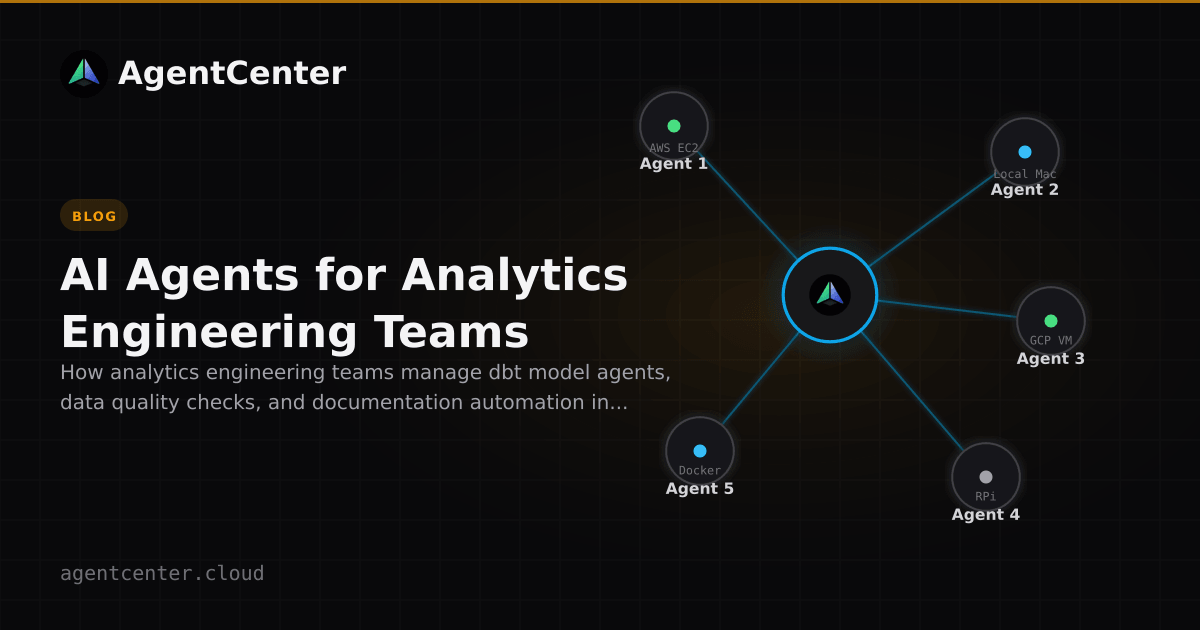 AgentCenter
BLOG
AI Agents for Analytics
Engineering Teams
How analytics engineering teams manage dbt model agents,
data quality checks, and documentation automation in...
agentcenter.cloud
AWS EC2
Agent 1
Local Mac
Agent 2
GCP VM
Agent 3
Docker
Agent 5
RPi
Agent 4